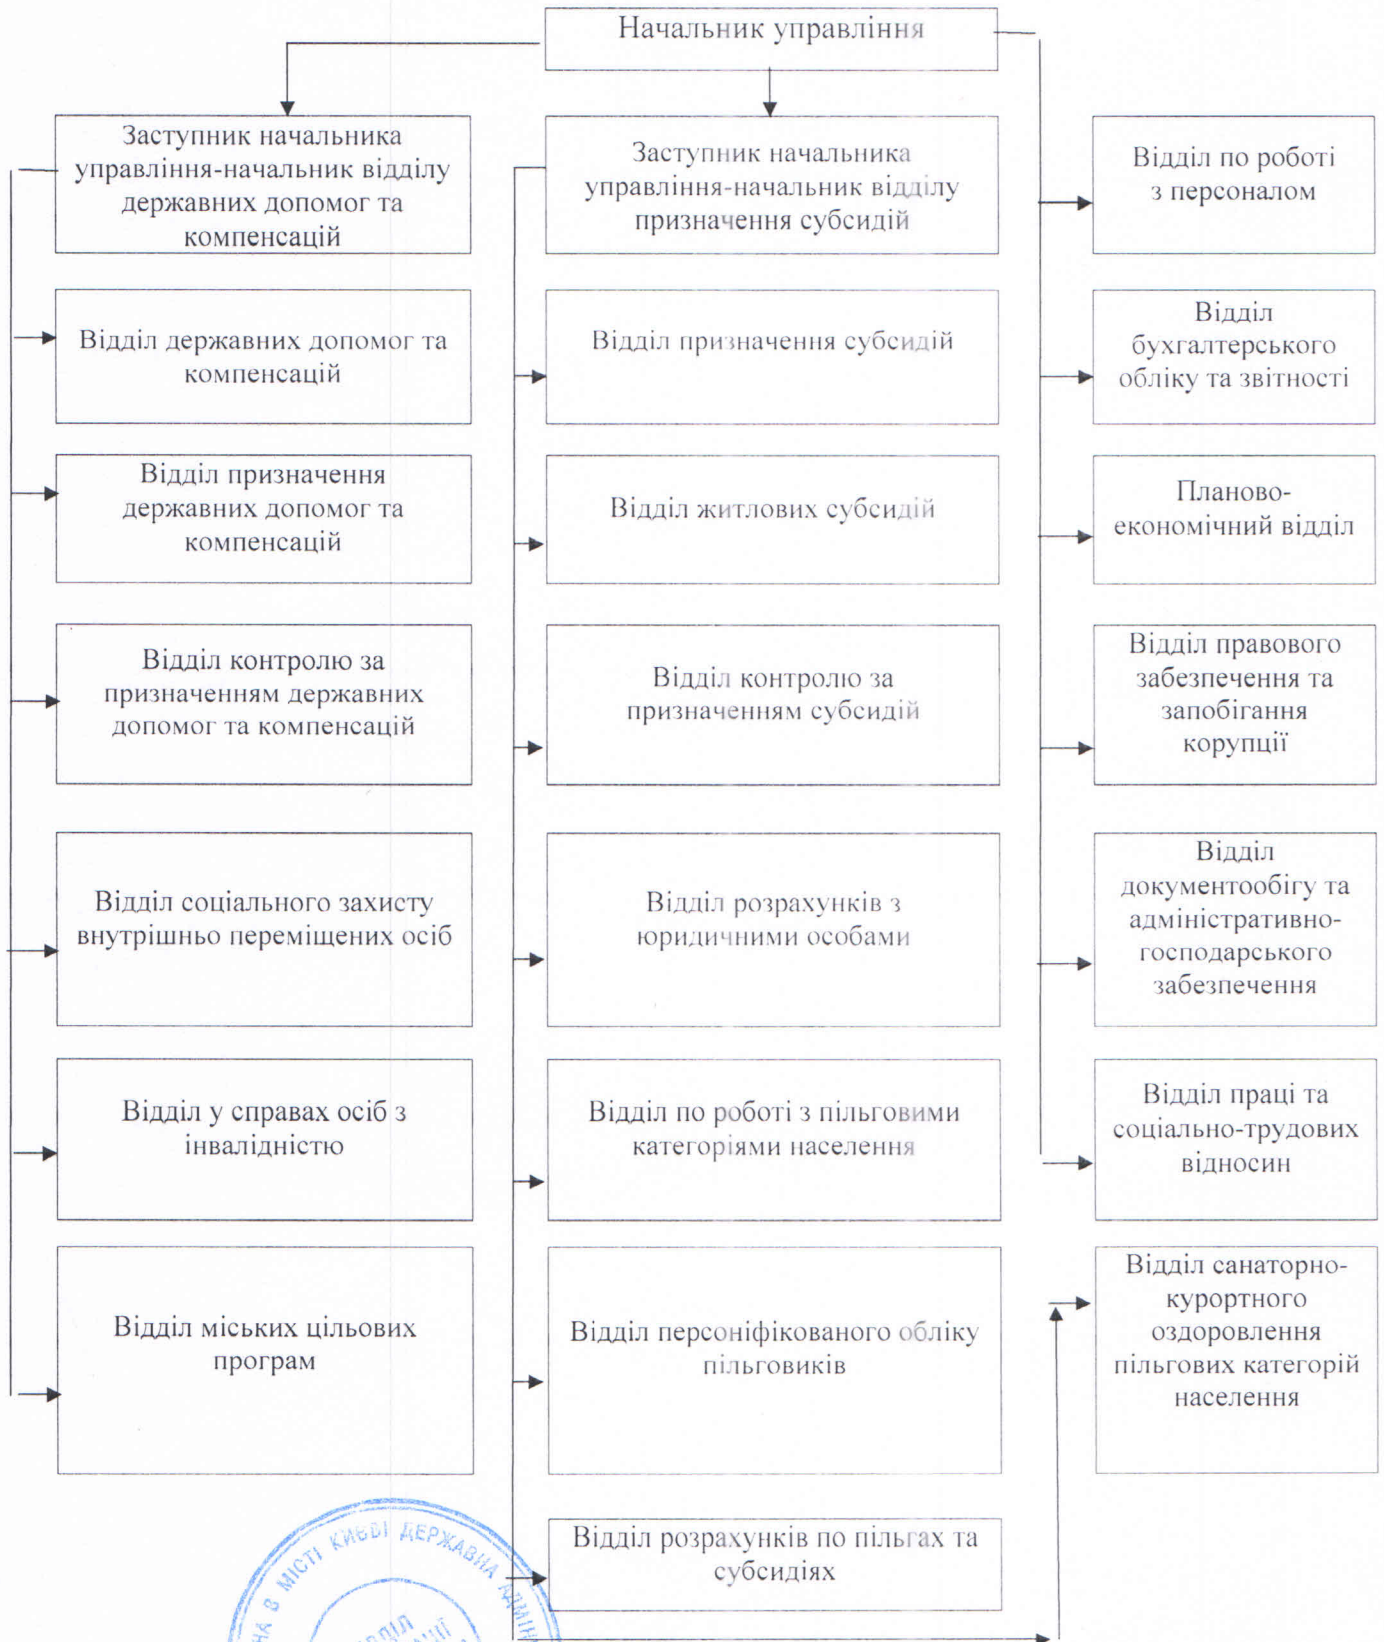 Начальник управління
Заступник начальника
управління-начальник відділу
державних допомог та
компенсацій
Заступник начальника
управління-начальник відділу
призначення субсидій
Відділ по роботі
з персоналом
Відділ державних допомог та
компенсацій
Відділ призначення субсидій
Відділ
бухгалтерського
обліку та звітності
Відділ призначення
державних допомог та
компенсацій
Відділ житлових субсидій
Планово-
економічний відділ
Відділ контролю за
призначенням державних
допомог та компенсацій
Відділ контролю за
призначенням субсидій
Відділ правового
забезпечення та
запобігання
корупції
Відділ соціального захисту
внутрішньо переміщених осіб
Відділ розрахунків з
юридичними особами
Відділ
документообігу та
адміністративно-
господарського
забезпечення
Відділ у справах осіб з
інвалідністю
Відділ по роботі з пільговими
категоріями населення
Відділ праці та
соціально-трудових
відносин
Відділ міських цільових
програм
Відділ персоніфікованого обліку
пільговиків
Відділ санаторно-
курортного
оздоровлення
пільгових категорій
населення
Відділ розрахунків по пільгах та
субсидіях
В МІСТІ КИЄВІ ДЕРЖАВНА